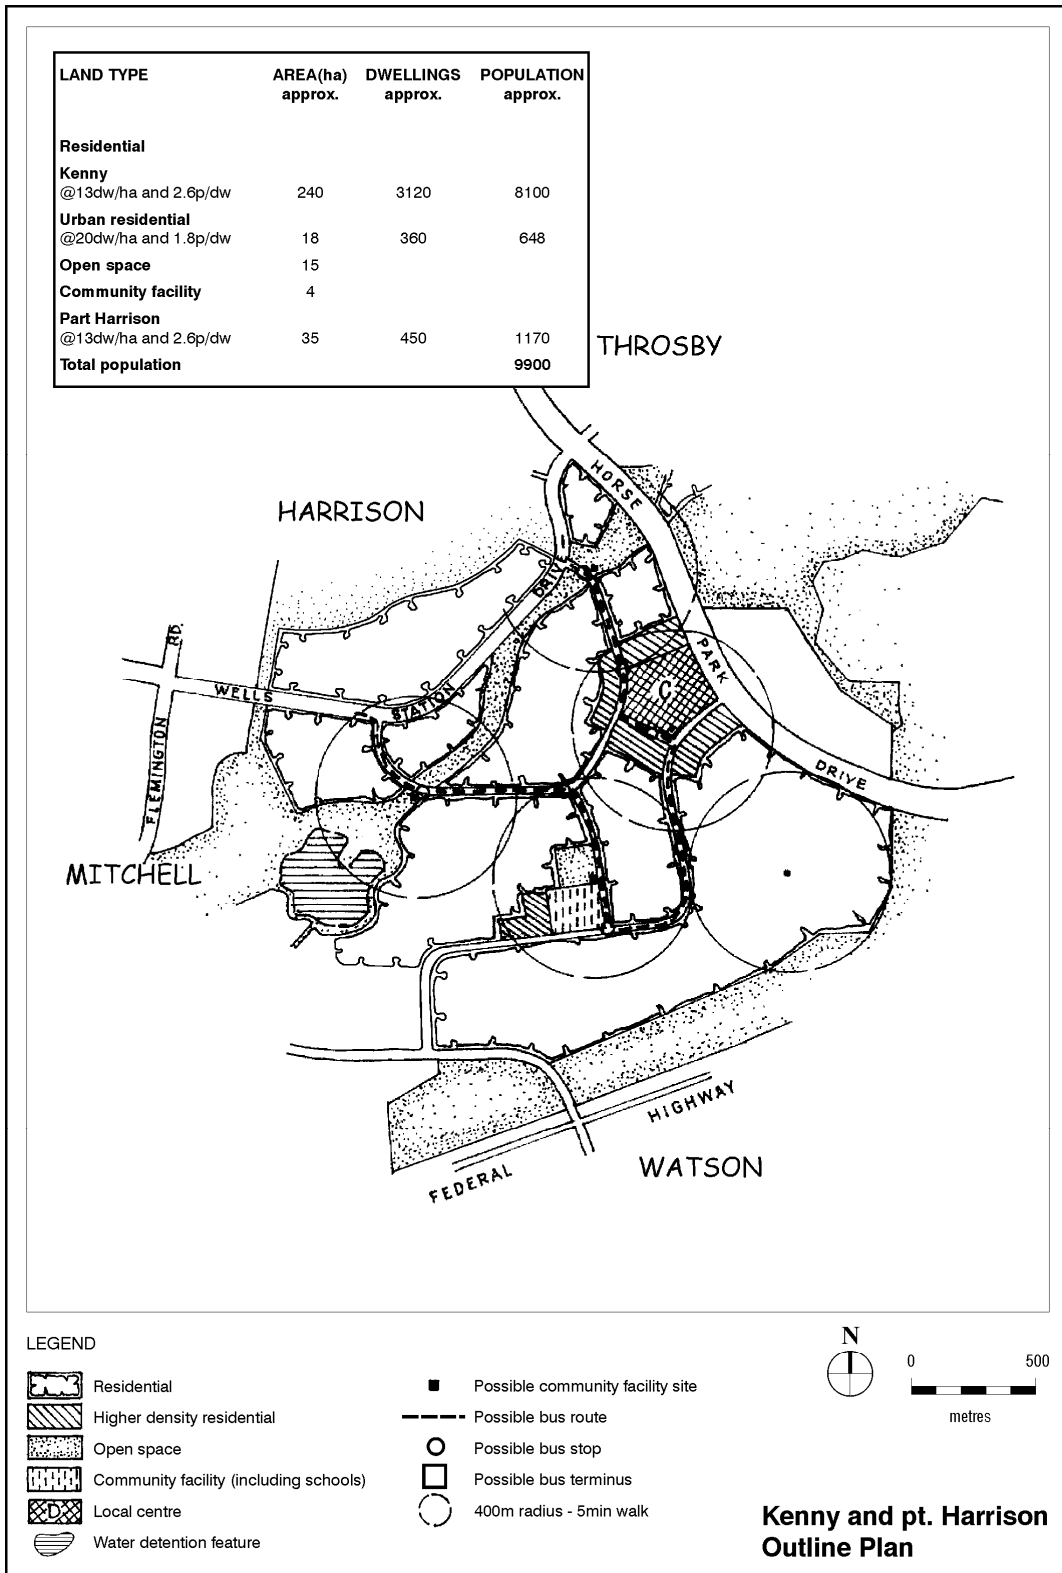 LAND TYPE AREA(ha) DWELLINGS POPULATION
approx. approx. approx.
Residential
Kenny
@13dw/ha and 2.6p/dw 240 3120 8100
Urban residential
@20dw/ha and 1.8p/dw 18 360 648
Open space 15
Community facility 4
Part Harrison
@13dw/ha and 2.6p/dw 35 450 1170
Total population 9900
THROSBY
HORSE
HARRISON
DRIVE
RD.
PARK
WELLS
STATION
C
FLEMINGTON
DRIVE
MITCHELL
HIGHWAY
FEDERAL
WATSON
LEGEND
Residential
Higher density residential
Open space
Community facility (including schools)
D Local centre
Water detention feature
Possible community facility site
Possible bus route
Possible bus stop
Possible bus terminus
400m radius - 5min walk
N
0 500
metres
Kenny and pt. Harrison
Outline Plan